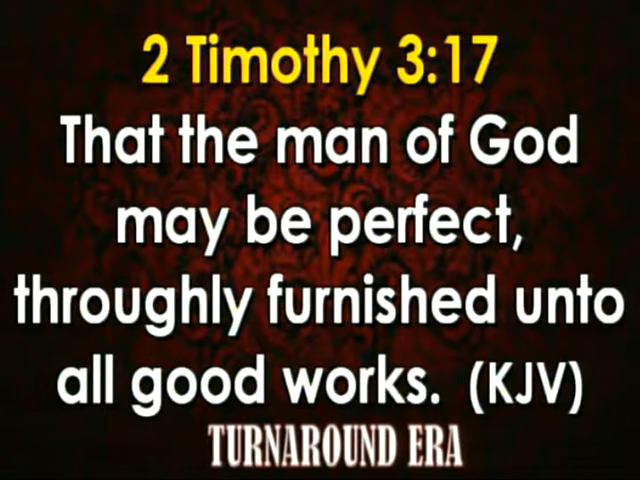 2 Timothy 3:17
That the man of God
may be perfect,
throughly furnished unto
all good works. (KJV)
TURNAROUND ERA